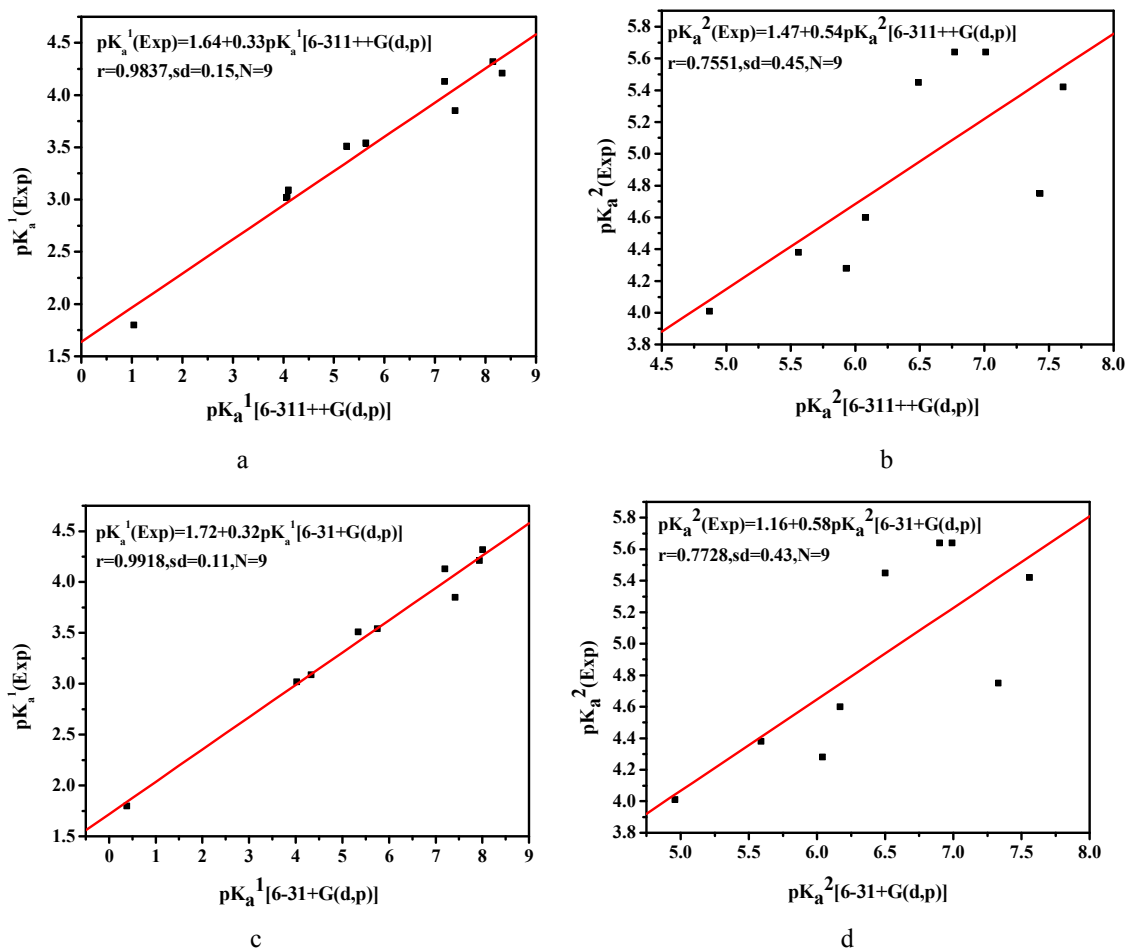 pKa1(Exp)=1.64+0.33pKa1[6-311++G(d,p)]
r=0.9837,sd=0.15,N=9
4.5
4.0
3.5
3.0
2.5
2.0
1.5
pKa1(Exp)
0 1 2 3 4 5 6 7 8 9
pKa1[6-311++G(d,p)]
a
pKa2(Exp)=1.47+0.54pKa2[6-311++G(d,p)]
r=0.7551,sd=0.45,N=9
5.8
5.6
5.4
5.2
5.0
4.8
4.6
4.4
4.2
4.0
3.8
pKa2(Exp)
4.5 5.0 5.5 6.0 6.5 7.0 7.5 8.0
pKa2[6-311++G(d,p)]
b
pKa1(Exp)=1.72+0.32pKa1[6-31+G(d,p)]
r=0.9918,sd=0.11,N=9
4.5
4.0
3.5
3.0
2.5
2.0
1.5
pKa1(Exp)
0 1 2 3 4 5 6 7 8 9
pKa1[6-31+G(d,p)]
c
pKa2(Exp)=1.16+0.58pKa2[6-31+G(d,p)]
r=0.7728,sd=0.43,N=9
5.8
5.6
5.4
5.2
5.0
4.8
4.6
4.4
4.2
4.0
3.8
pKa2(Exp)
5.0 5.5 6.0 6.5 7.0 7.5 8.0
pKa2[6-31+G(d,p)]
d